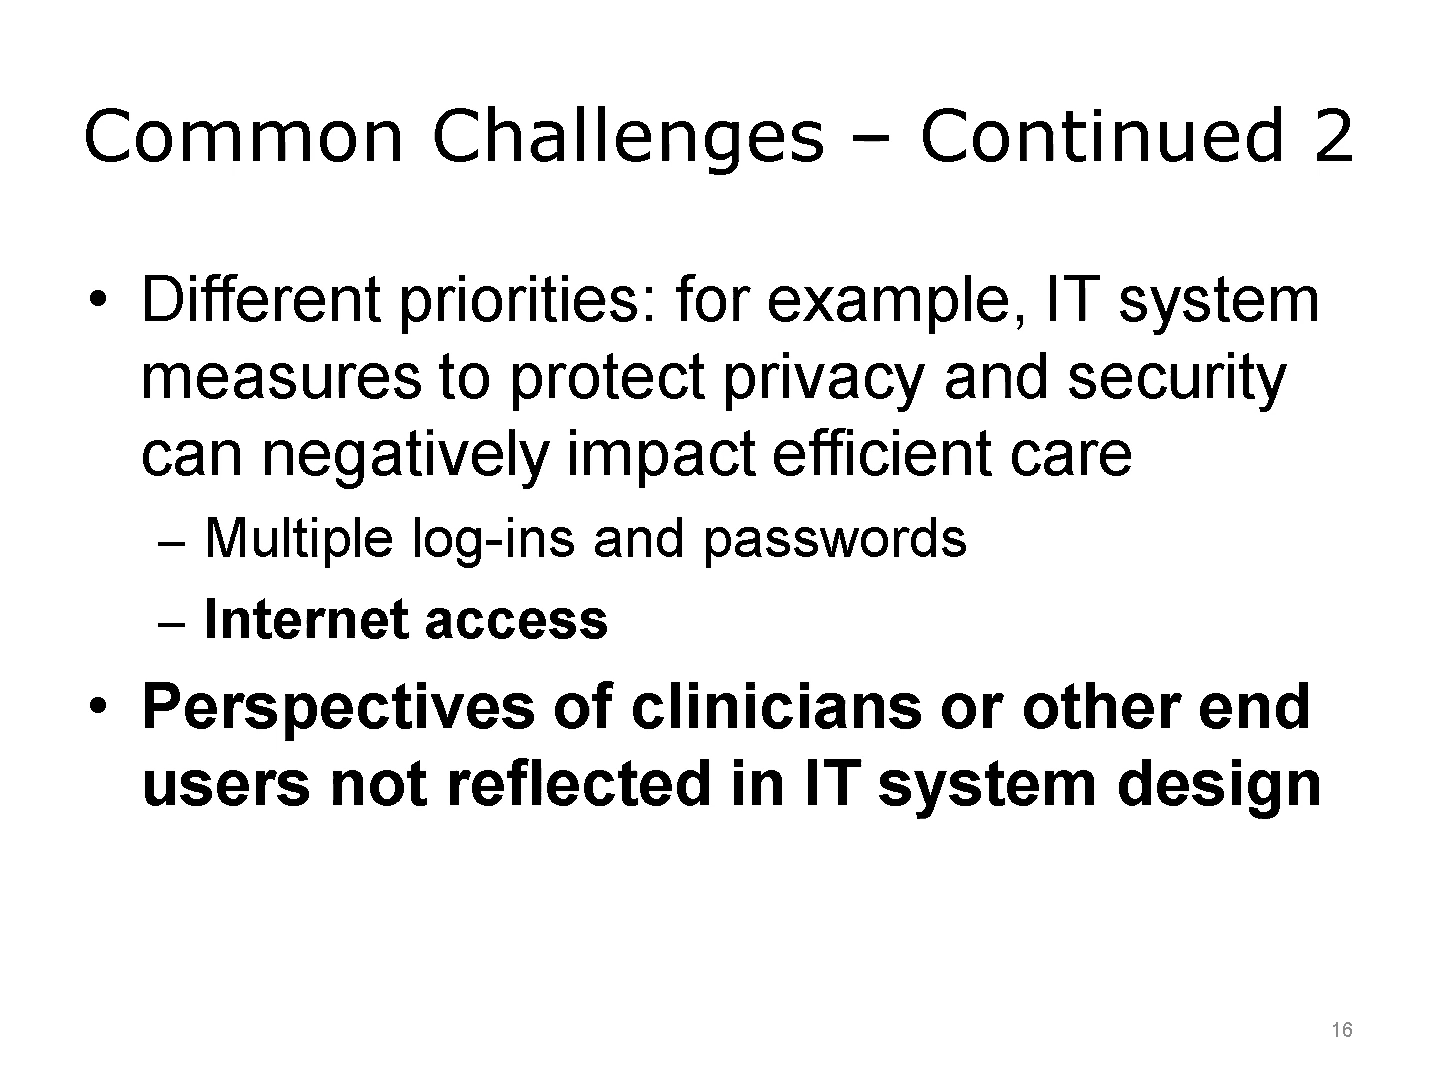 Common Challenges – Continued 2
• Different priorities: for example, IT system
measures to protect privacy and security
can negatively impact efficient care
– Multiple log-ins and passwords
– Internet access
• Perspectives of clinicians or other end
users not reflected in IT system design
16